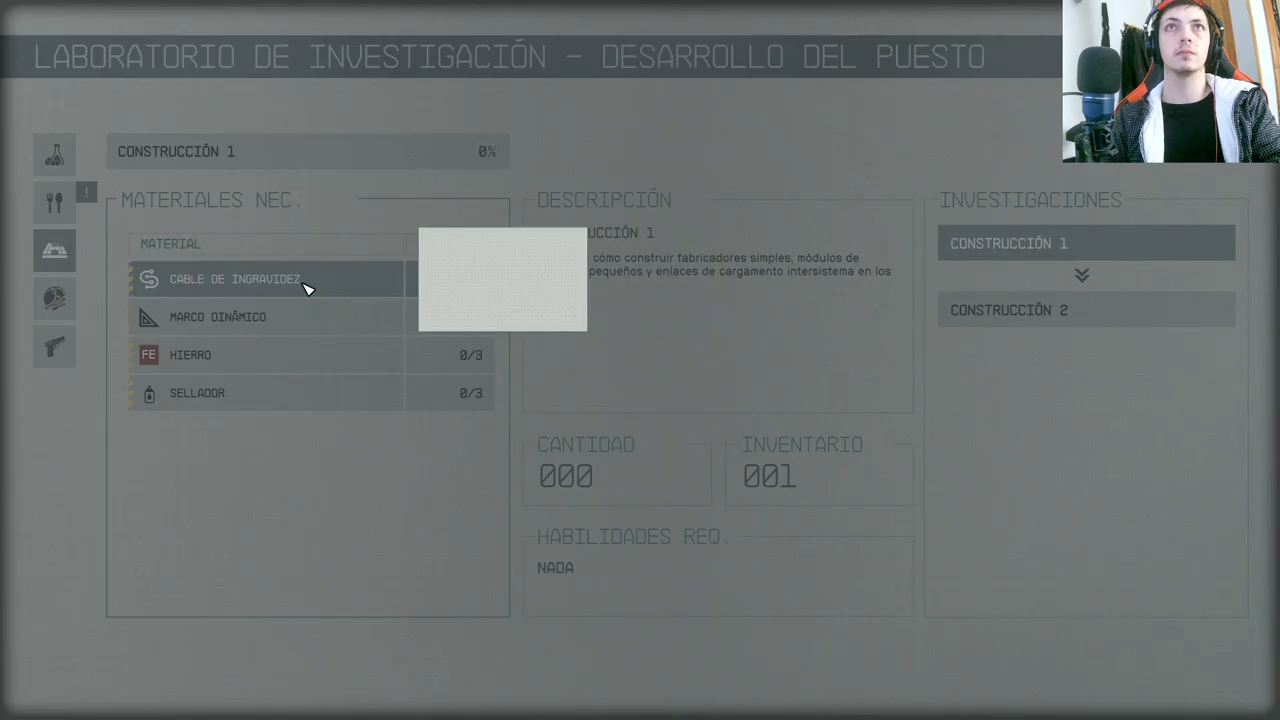 LABORATORIO DE INVESTIGACIÓN – DESARROLLO DEL PUESTO
CONSTRUCCIÓN 1 0%
!
MATERIALES NEC.
MATERIAL
CABLE DE INGRAVIDEZ
MARCO DINÁMICO
FE HIERRO 0/3
SELLADOR 0/3
DESCRIPCIÓN
1
cómo construir fabricadores simples, módulos de
pequeños y enlaces de cargamento intersistema en los
CANTIDAD
000
INVENTARIO
001
HABILIDADES REQ.
NADA
INVESTIGACIONES
CONSTRUCCIÓN 1
CONSTRUCCIÓN 2